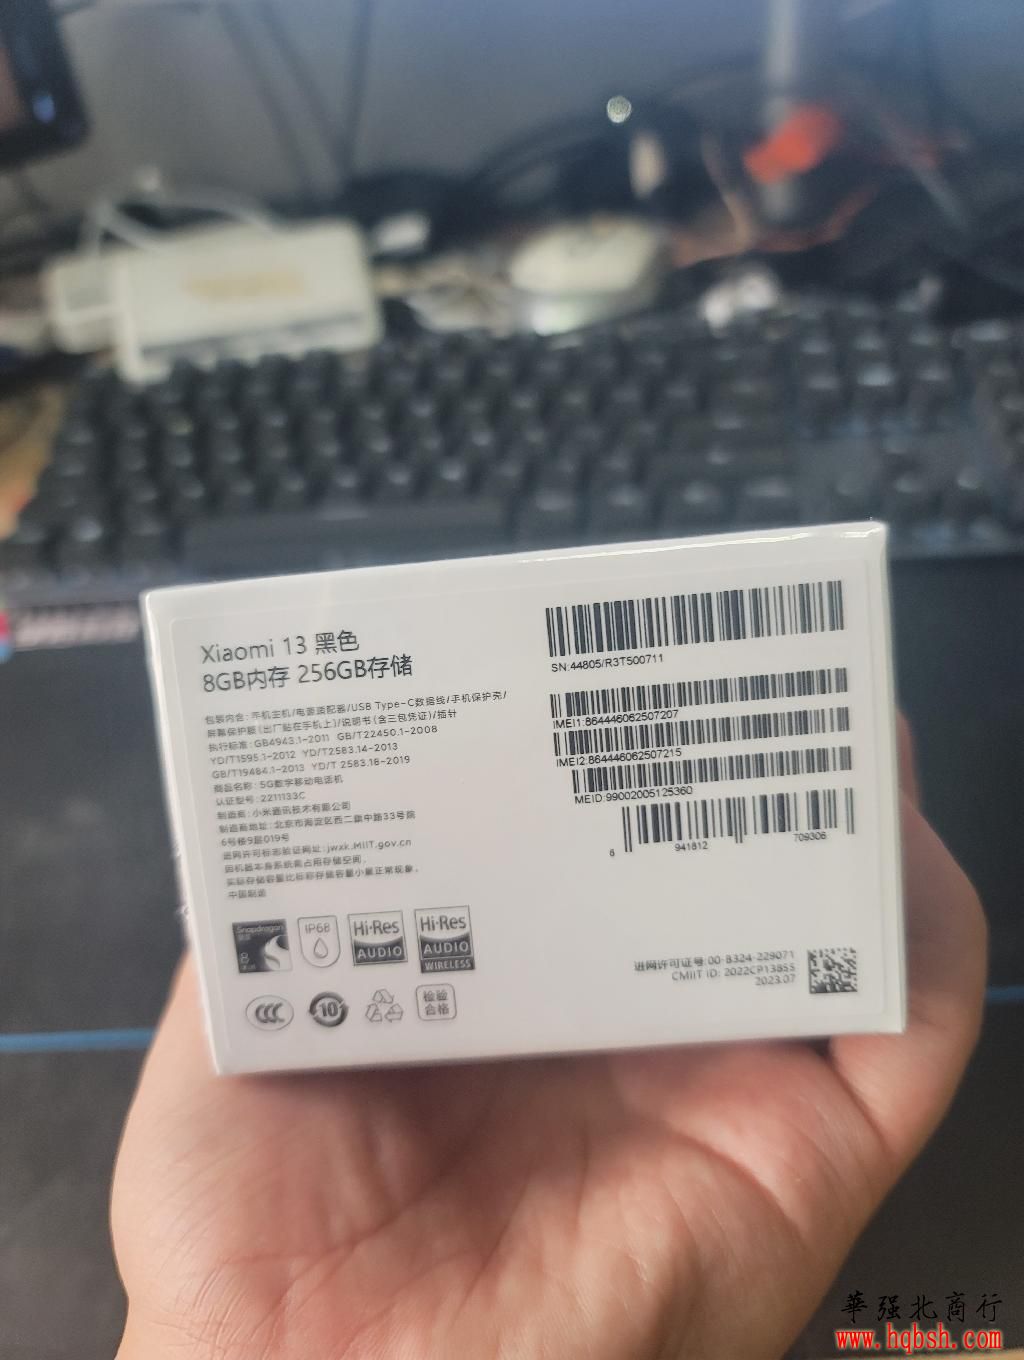 Xiaomi 13 黑色
8GB内存 256GB存储
包装内含: 手机主机/电源适配器/USB Type-C数据线/手机保护壳/
屏幕保护膜(出厂贴在手机上)/说明书(含三包凭证)/插针
执行标准: GB4943.1-2011 GB/T22450.1-2008
YD/T1595.1-2012 YD/T2583.14-2013
GB/T19484.1-2013 YD/T 2583.18-2019
商品名称: 5G数字移动电话机
认证型号: 2211133C
制造商: 小米通讯技术有限公司
制造商地址: 北京市海淀区西二旗中路33号院
6号楼9层019号
进网许可标志验证网址: jwxk.MIIT.gov.cn
因机器本身系统需占用存储空间,
实际存储容量比标称存储容量小属正常现象,
中国制造
Snapdragon
8
IP68
Hi-Res
AUDIO
Hi-Res
AUDIO
WIRELESS
CCC
10
检验
合格
SN:44805/R3T500711
IMEI1:864446062507207
IMEI2:864446062507215
MEID:99002005125360
6 941812 709306
进网许可证号:00-B324-229071
CMIIT ID: 2022CP13855
2023.07
華强北商行
www.hqbsh.com